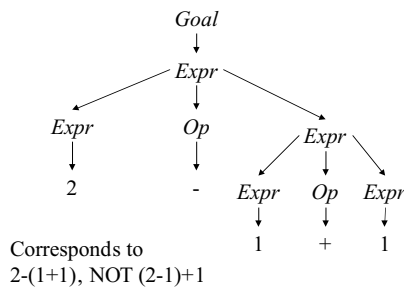 Goal
Expr
Expr Op Expr
2 - Expr Op Expr
1 + 1
Corresponds to
2-(1+1), NOT (2-1)+1